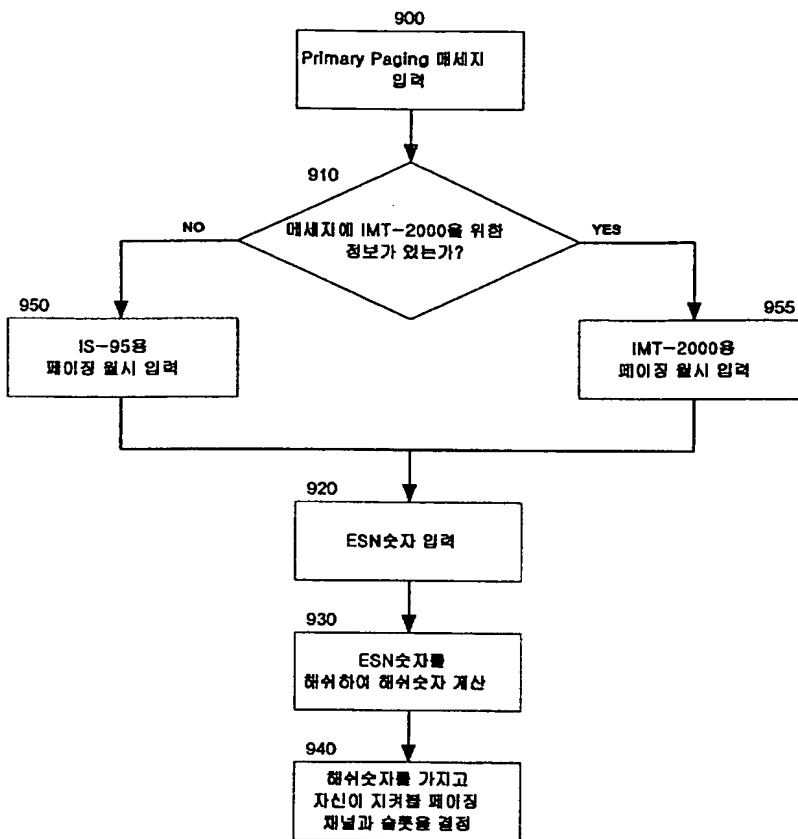 900
Primary Paging 메세지
입력
910
메세지에 IMT-2000을 위한
정보가 있는가?
NO
YES
950
IS-95용
페이징 월시 입력
955
IMT-2000용
페이징 월시 입력
920
ESN숫자 입력
930
ESN숫자를
해쉬하여 해쉬숫자 계산
940
해쉬숫자를 가지고
자신이 지켜볼 페이징
채널과 슬롯을 결정